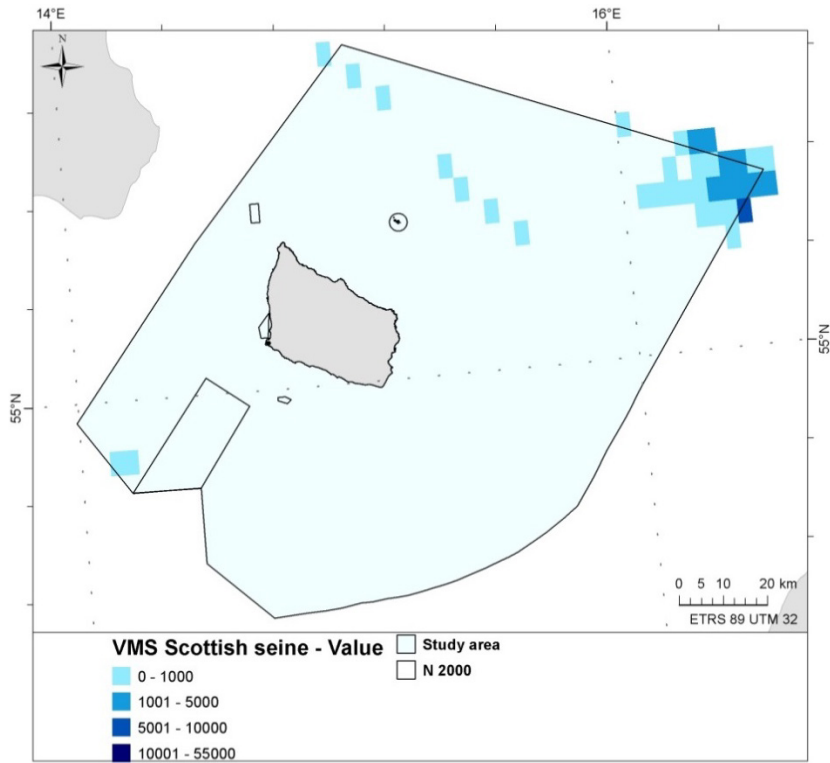 14°E
16°E
N
55°N
55°N
0 5 10 20 km
ETRS 89 UTM 32
VMS Scottish seine - Value
0 - 1000
1001 - 5000
5001 - 10000
10001 - 55000
Study area
N 2000